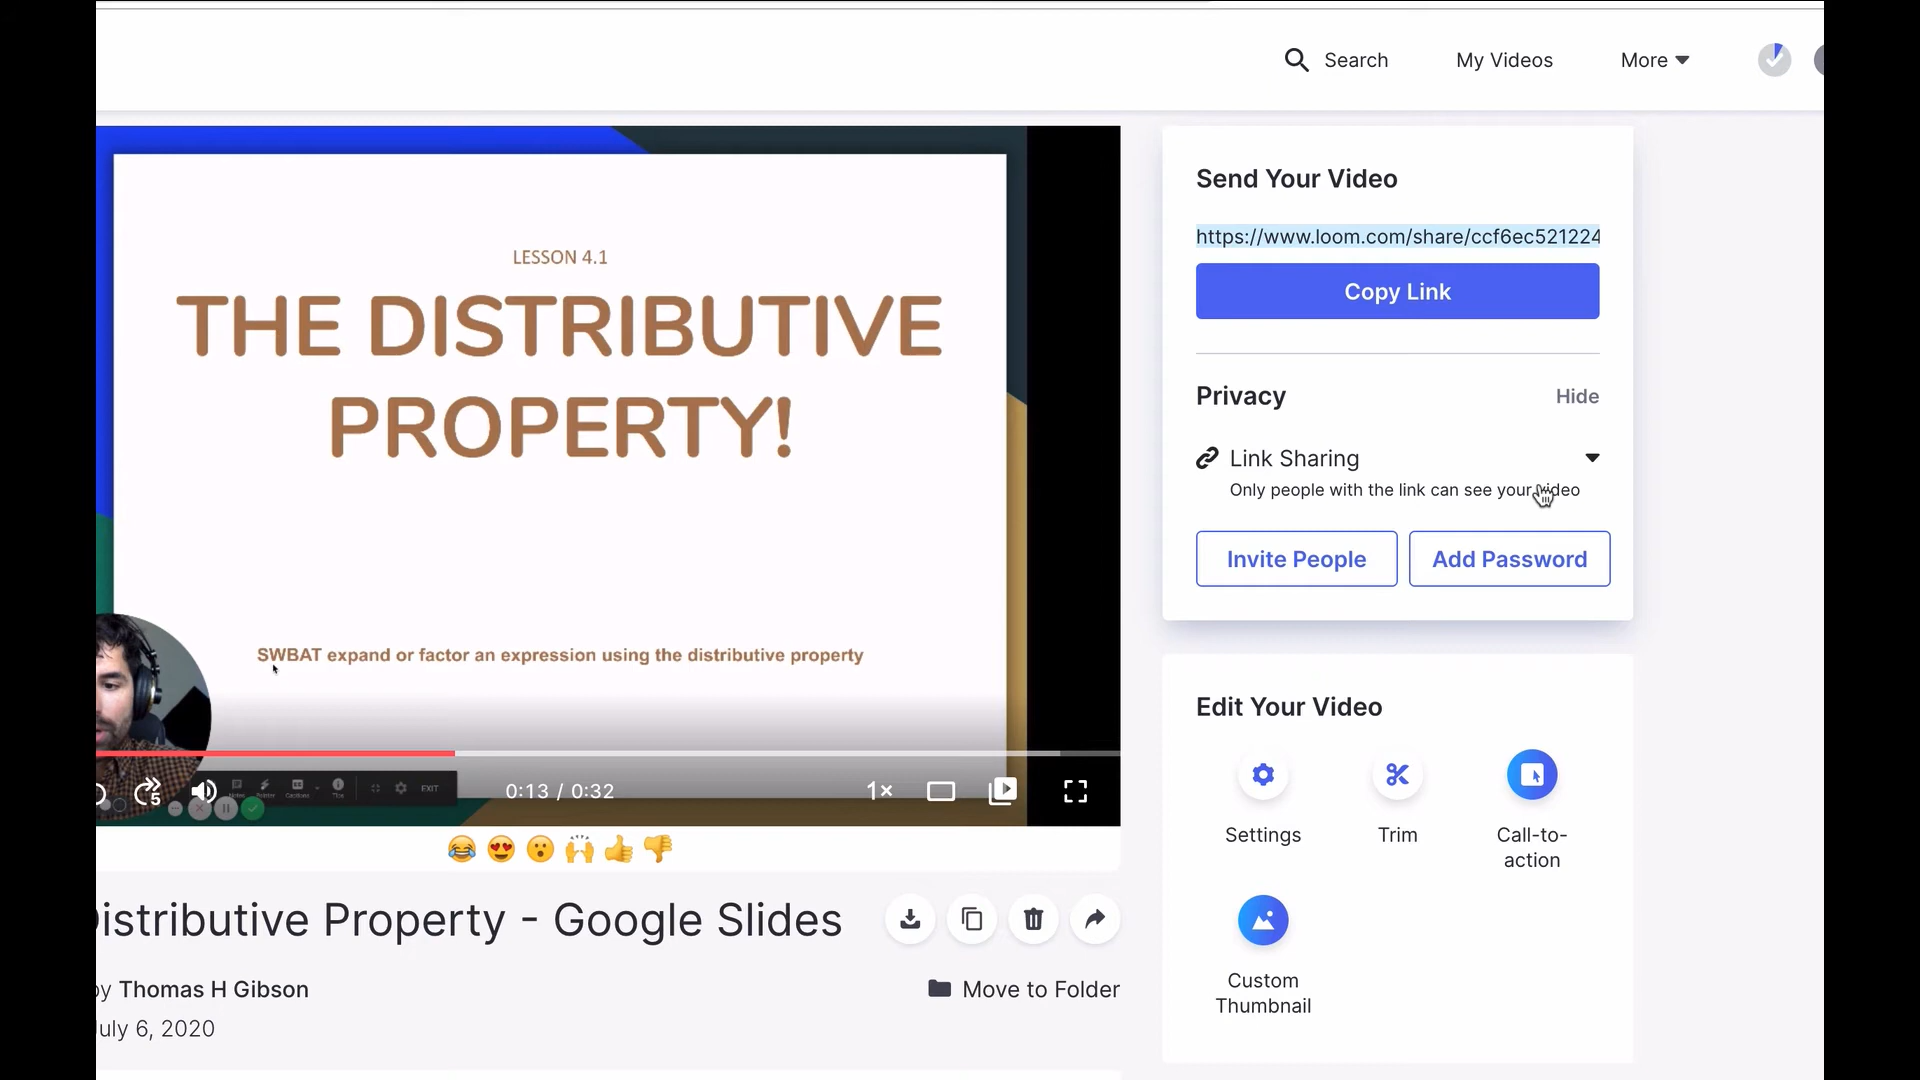 Search
My Videos
More
LESSON 4.1
THE DISTRIBUTIVE
PROPERTY!
SWBAT expand or factor an expression using the distributive property
5
EXIT
0:13 / 0:32
1×
istributive Property - Google Slides
by Thomas H Gibson
Move to Folder
uly 6, 2020
Send Your Video
https://www.loom.com/share/ccf6ec521224
Copy Link
Privacy
Hide
Link Sharing
Only people with the link can see your video
Invite People
Add Password
Edit Your Video
Settings
Trim
Call-to-
action
Custom
Thumbnail